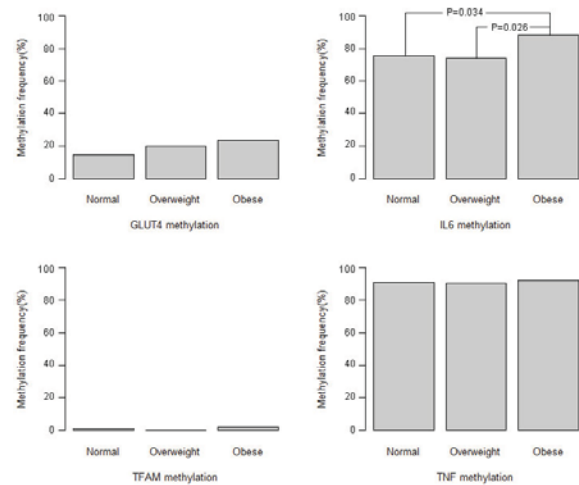 Methylation frequency(%)
100
80
60
40
20
0
Normal Overweight Obese
GLUT4 methylation
Methylation frequency(%)
100
80
60
40
20
0
P=0.034
P=0.026
Normal Overweight Obese
IL6 methylation
Methylation frequency(%)
100
80
60
40
20
0
Normal Overweight Obese
TFAM methylation
Methylation frequency(%)
100
80
60
40
20
0
Normal Overweight Obese
TNF methylation